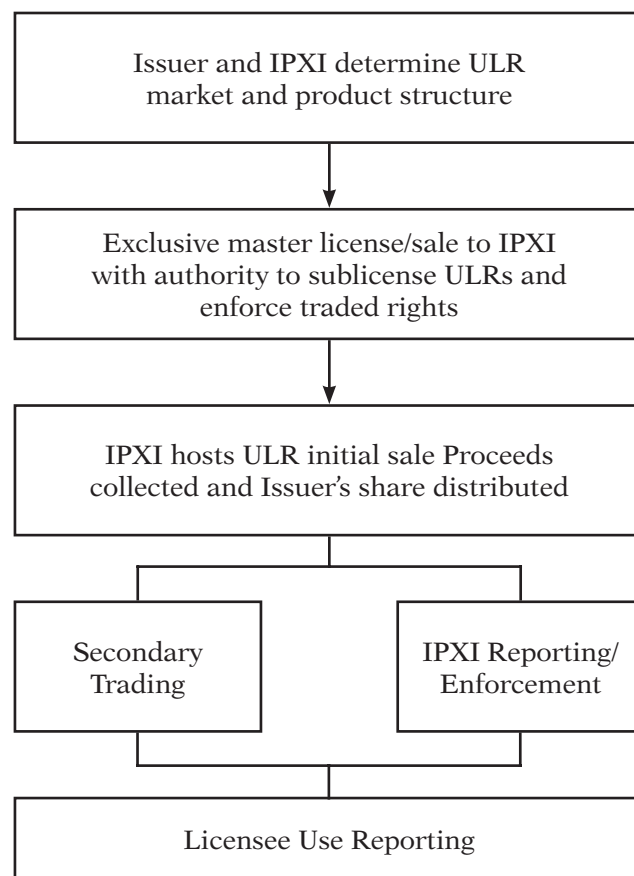 Issuer and IPXI determine ULR
market and product structure
Exclusive master license/sale to IPXI
with authority to sublicense ULRs and
enforce traded rights
IPXI hosts ULR initial sale Proceeds
collected and Issuer's share distributed
Secondary
Trading
IPXI Reporting/
Enforcement
Licensee Use Reporting